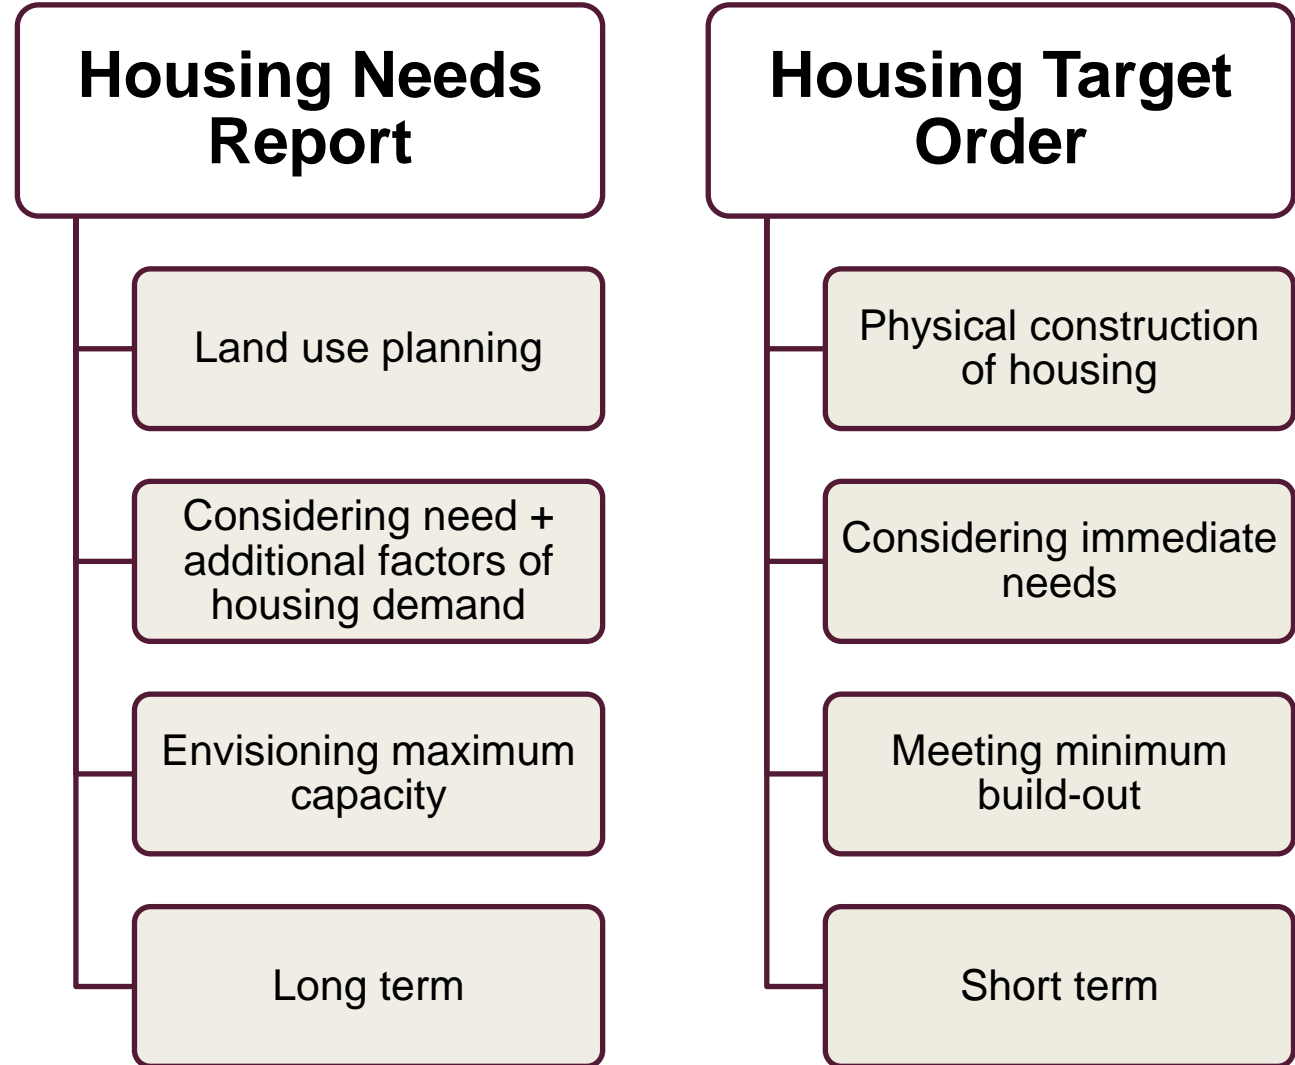 Housing Needs
Report
Land use planning
Considering need +
additional factors of
housing demand
Envisioning maximum
capacity
Long term
Housing Target
Order
Physical construction
of housing
Considering immediate
needs
Meeting minimum
build-out
Short term